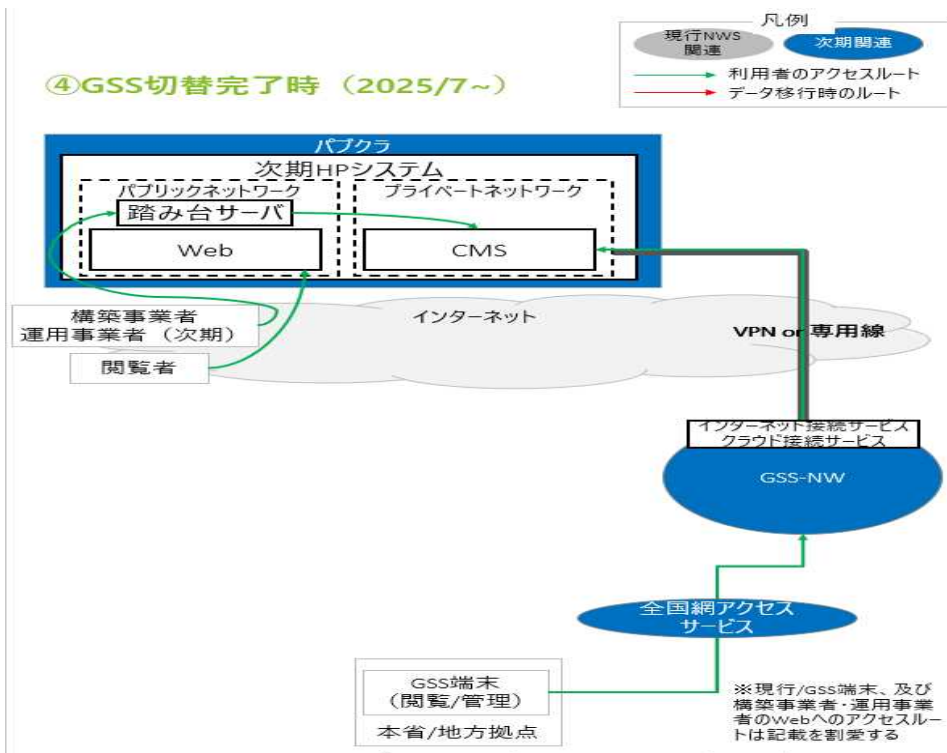 凡例
現行NWS
関連
次期関連
利用者のアクセスルート
データ移行時のルート
④GSS切替完了時（2025/7~）
パブクラ
次期HPシステム
パブリックネットワーク
プライベートネットワーク
踏み台サーバ
Web
CMS
構築事業者
運用事業者（次期）
インターネット
VPN or 専用線
閲覧者
インターネット接続サービス
クラウド接続サービス
GSS-NW
全国網アクセス
サービス
GSS端末
(閲覧/管理)
本省/地方拠点
※現行/GSS端末、及び
構築事業者・運用事業
者のWebへのアクセスルー
トは記載を割愛する